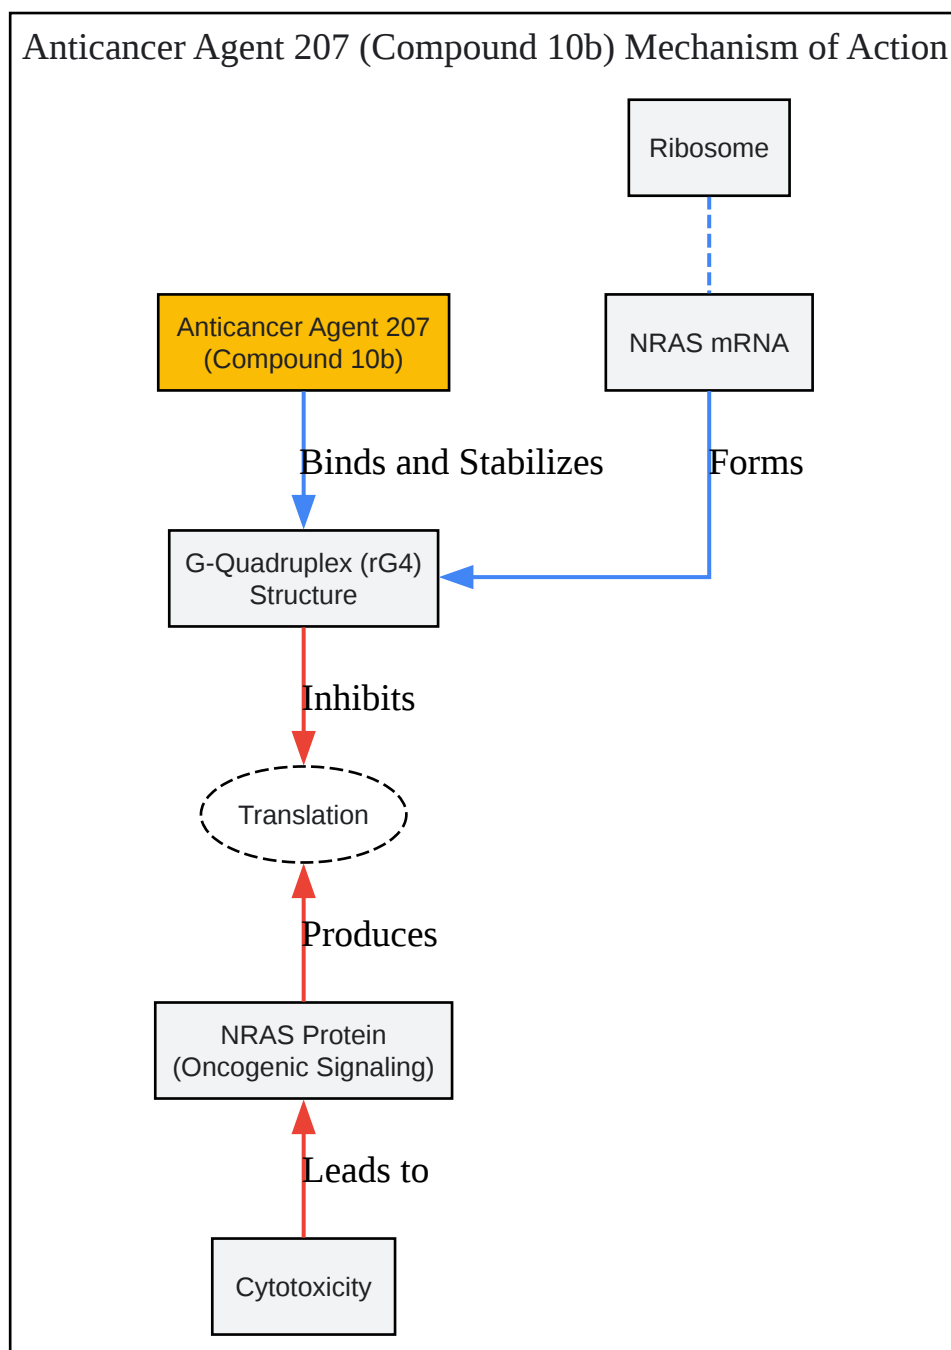 Anticancer Agent 207 (Compound 10b) Mechanism of Action
Ribosome
Anticancer Agent 207
(Compound 10b)
NRAS mRNA
Binds and Stabilizes
Forms
G-Quadruplex (rG4)
Structure
Inhibits
Translation
Produces
NRAS Protein
(Oncogenic Signaling)
Leads to
Cytotoxicity